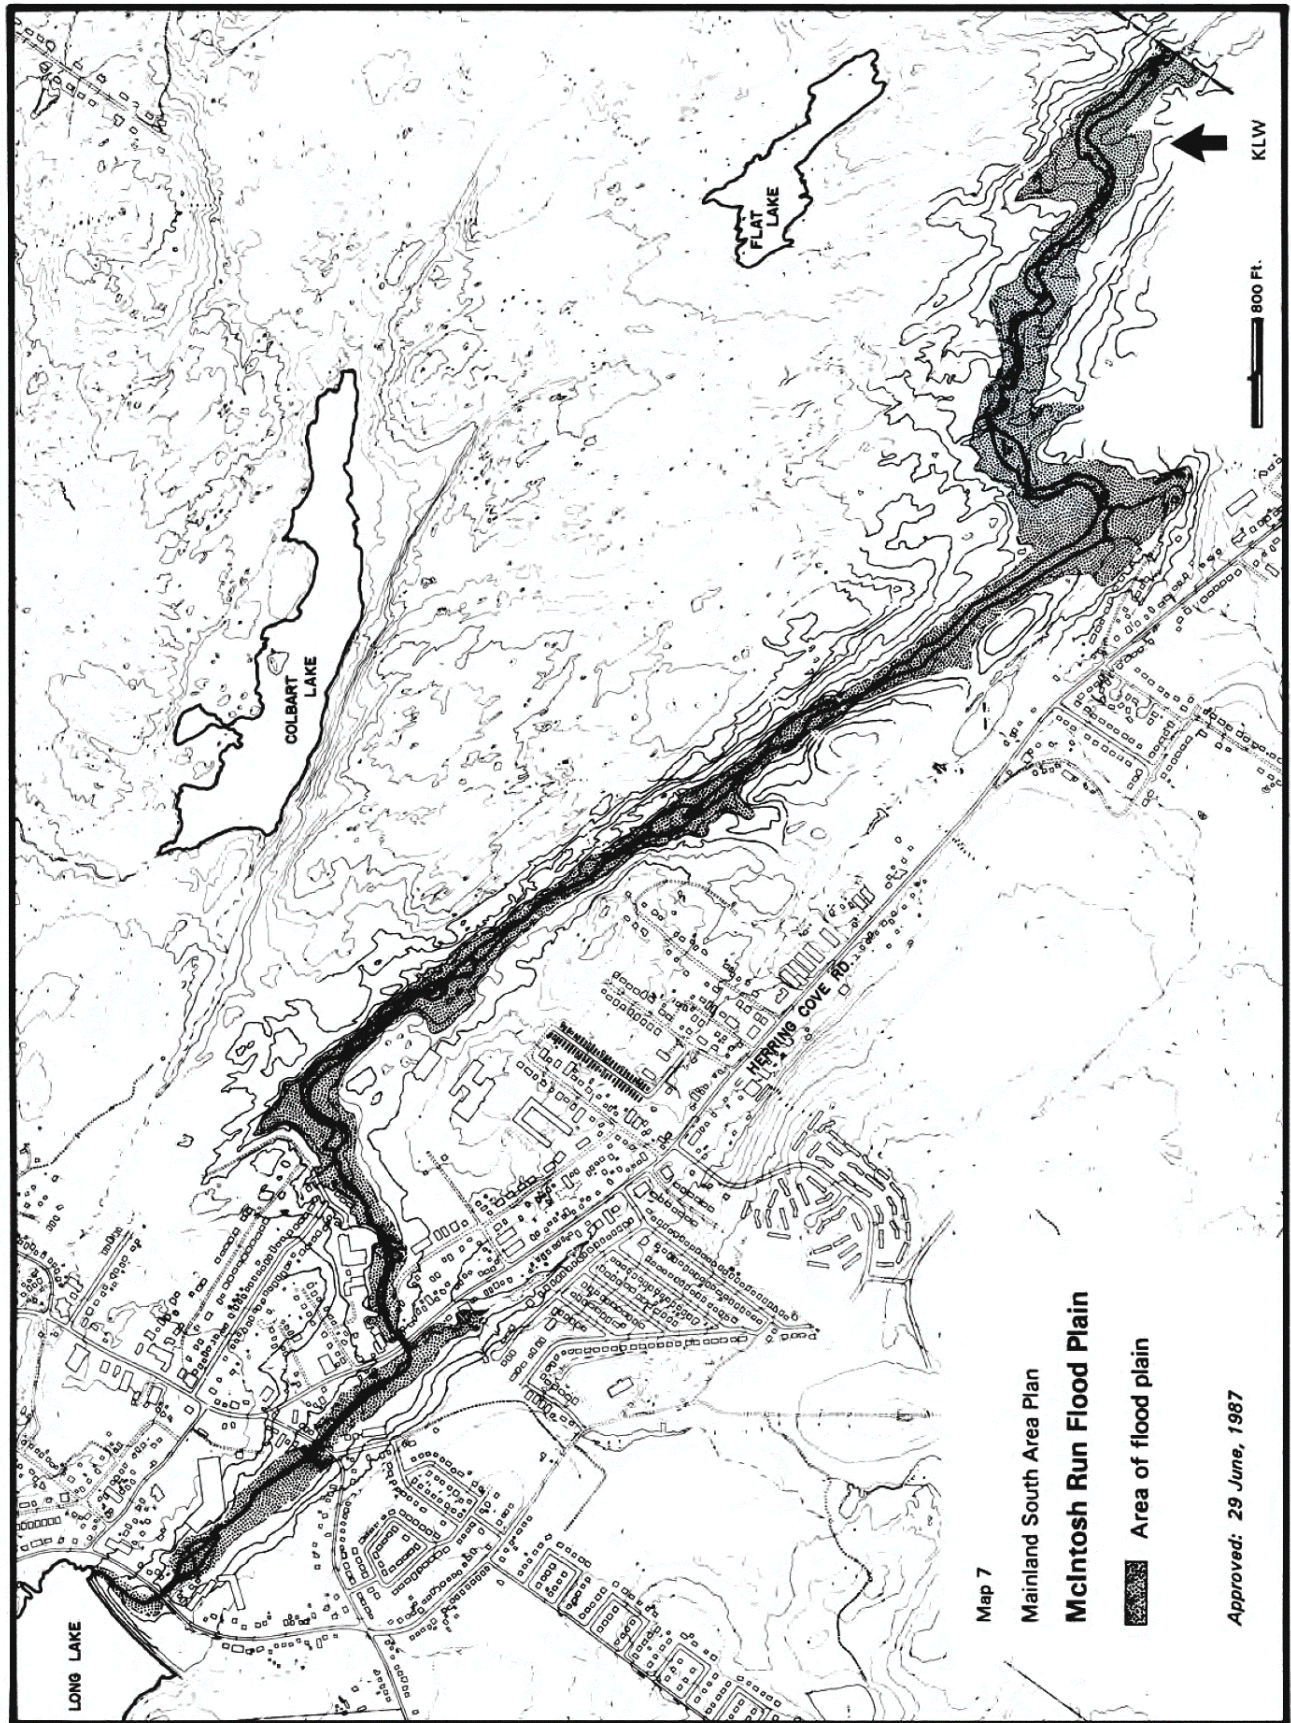 LONG LAKE
COLBART
LAKE
FLAT
LAKE
HERRING COVE RD.
Map 7
Mainland South Area Plan
McIntosh Run Flood Plain
Area of flood plain
Approved: 29 June, 1987
800 Ft.
KLW